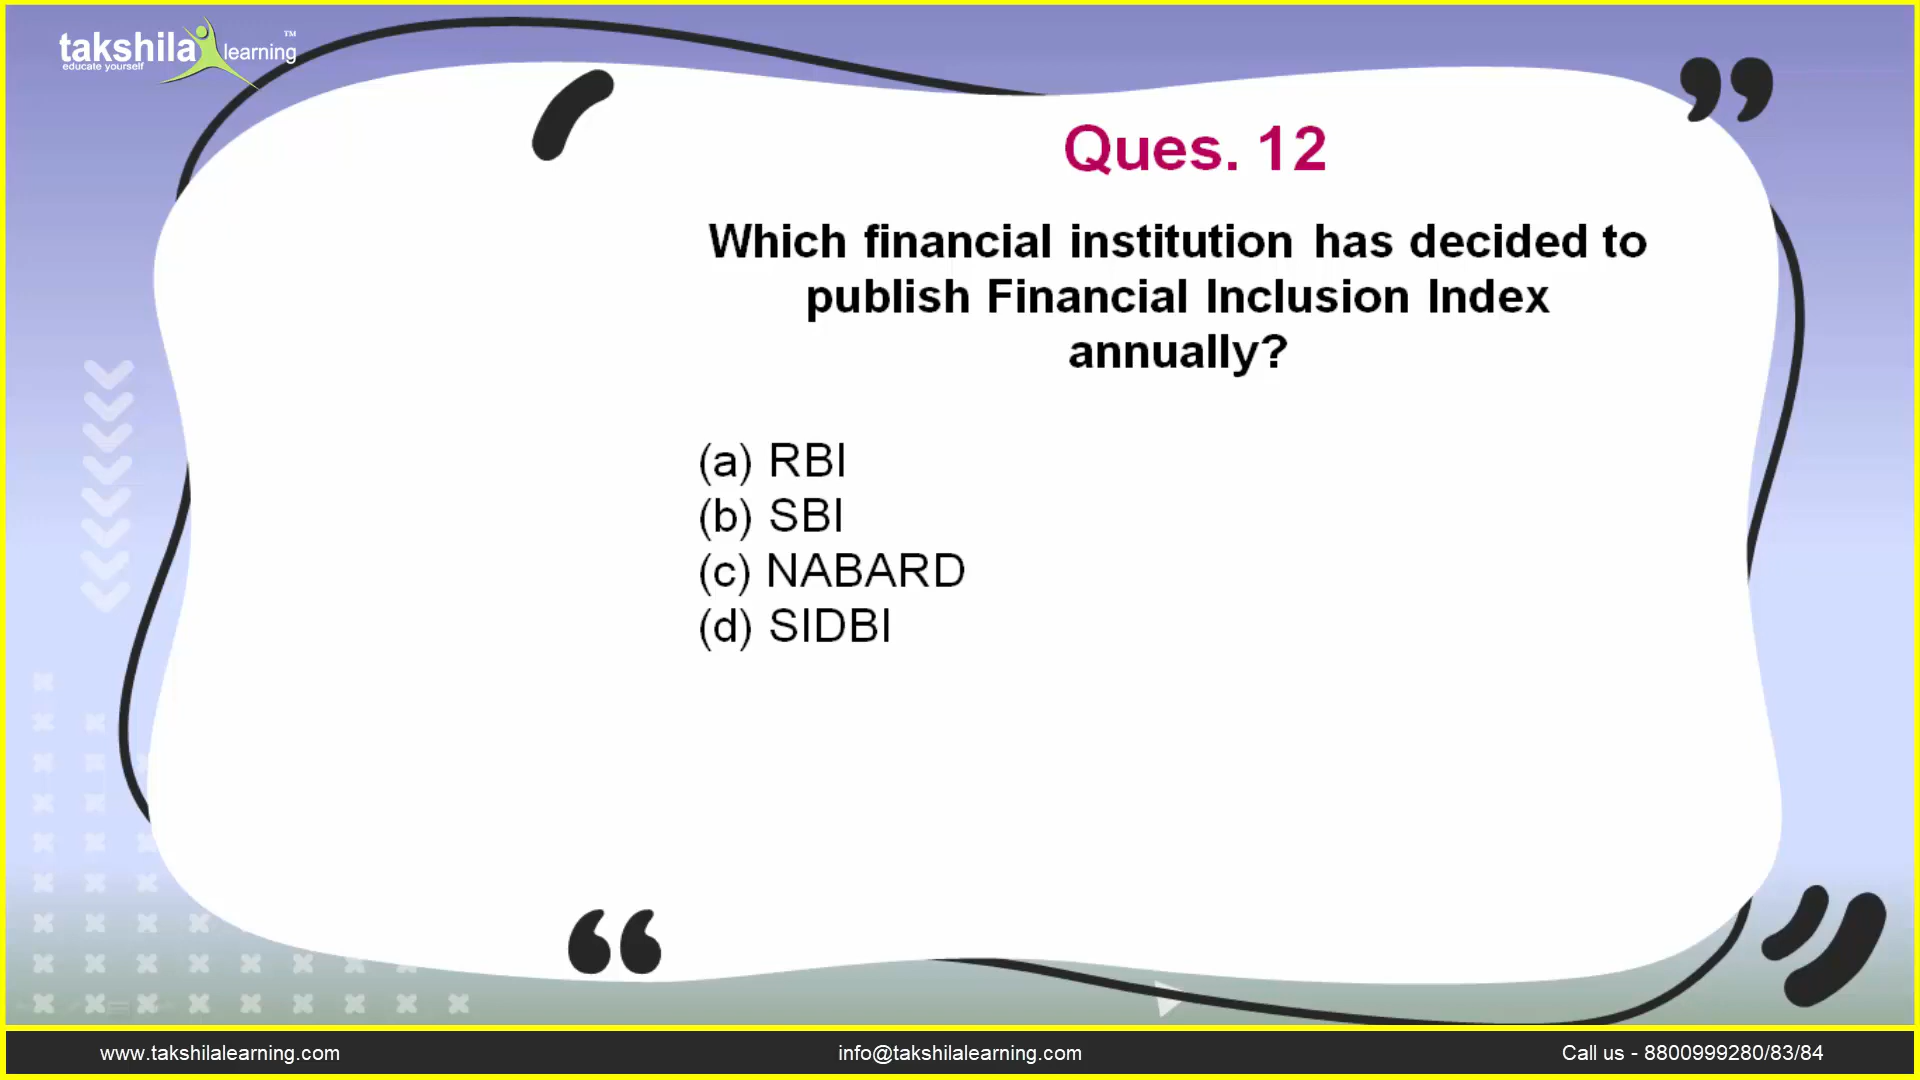 takshila learning TM
educate yourself
Ques. 12
Which financial institution has decided to
publish Financial Inclusion Index
annually?
(a) RBI
(b) SBI
(c) NABARD
(d) SIDBI
www.takshilalearning.com
info@takshilalearning.com
Call us - 8800999280/83/84